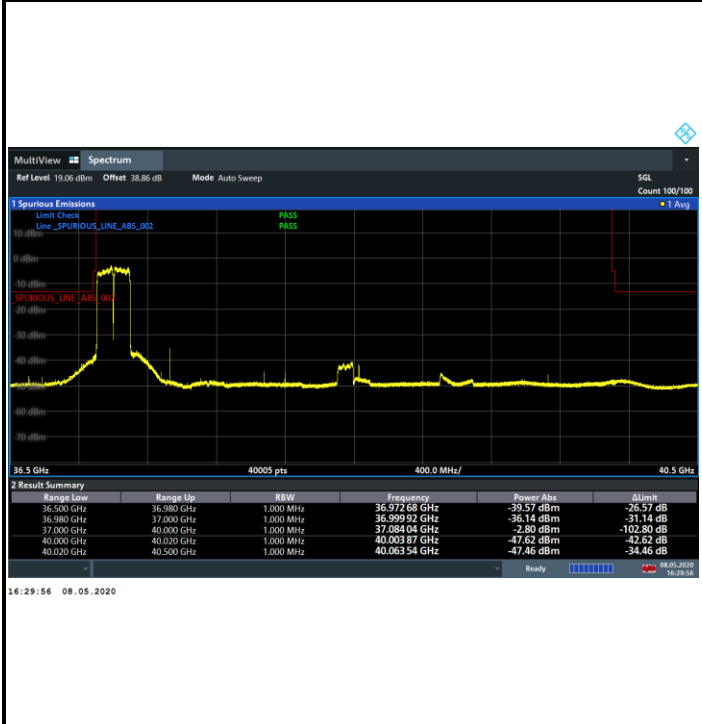 MultiView Spectrum
Ref Level 19.06 dBm Offset 38.86 dB Mode Auto Sweep SGL
Count 100/100
1 Spurious Emissions 1 Avg
Limit Check PASS
Line _SPURIOUS_LINE_ABS_002 PASS
10 dBm
0 dBm
-10 dBm
_SPURIOUS_LINE_ABS_002
-20 dBm
-30 dBm
-40 dBm
-60 dBm
-70 dBm
36.5 GHz 40005 pts 400.0 MHz/ 40.5 GHz
2 Result Summary
Range Low Range Up RBW Frequency Power Abs ΔLimit
36.500 GHz 36.980 GHz 1.000 MHz 36.972 68 GHz -39.57 dBm -26.57 dB
36.980 GHz 37.000 GHz 1.000 MHz 36.999 92 GHz -36.14 dBm -31.14 dB
37.000 GHz 40.000 GHz 1.000 MHz 37.084 04 GHz -2.80 dBm -102.80 dB
40.000 GHz 40.020 GHz 1.000 MHz 40.003 87 GHz -47.62 dBm -42.62 dB
40.020 GHz 40.500 GHz 1.000 MHz 40.063 54 GHz -47.46 dBm -34.46 dB
Ready 08.05.2020
16:29:56
16:29:56 08.05.2020